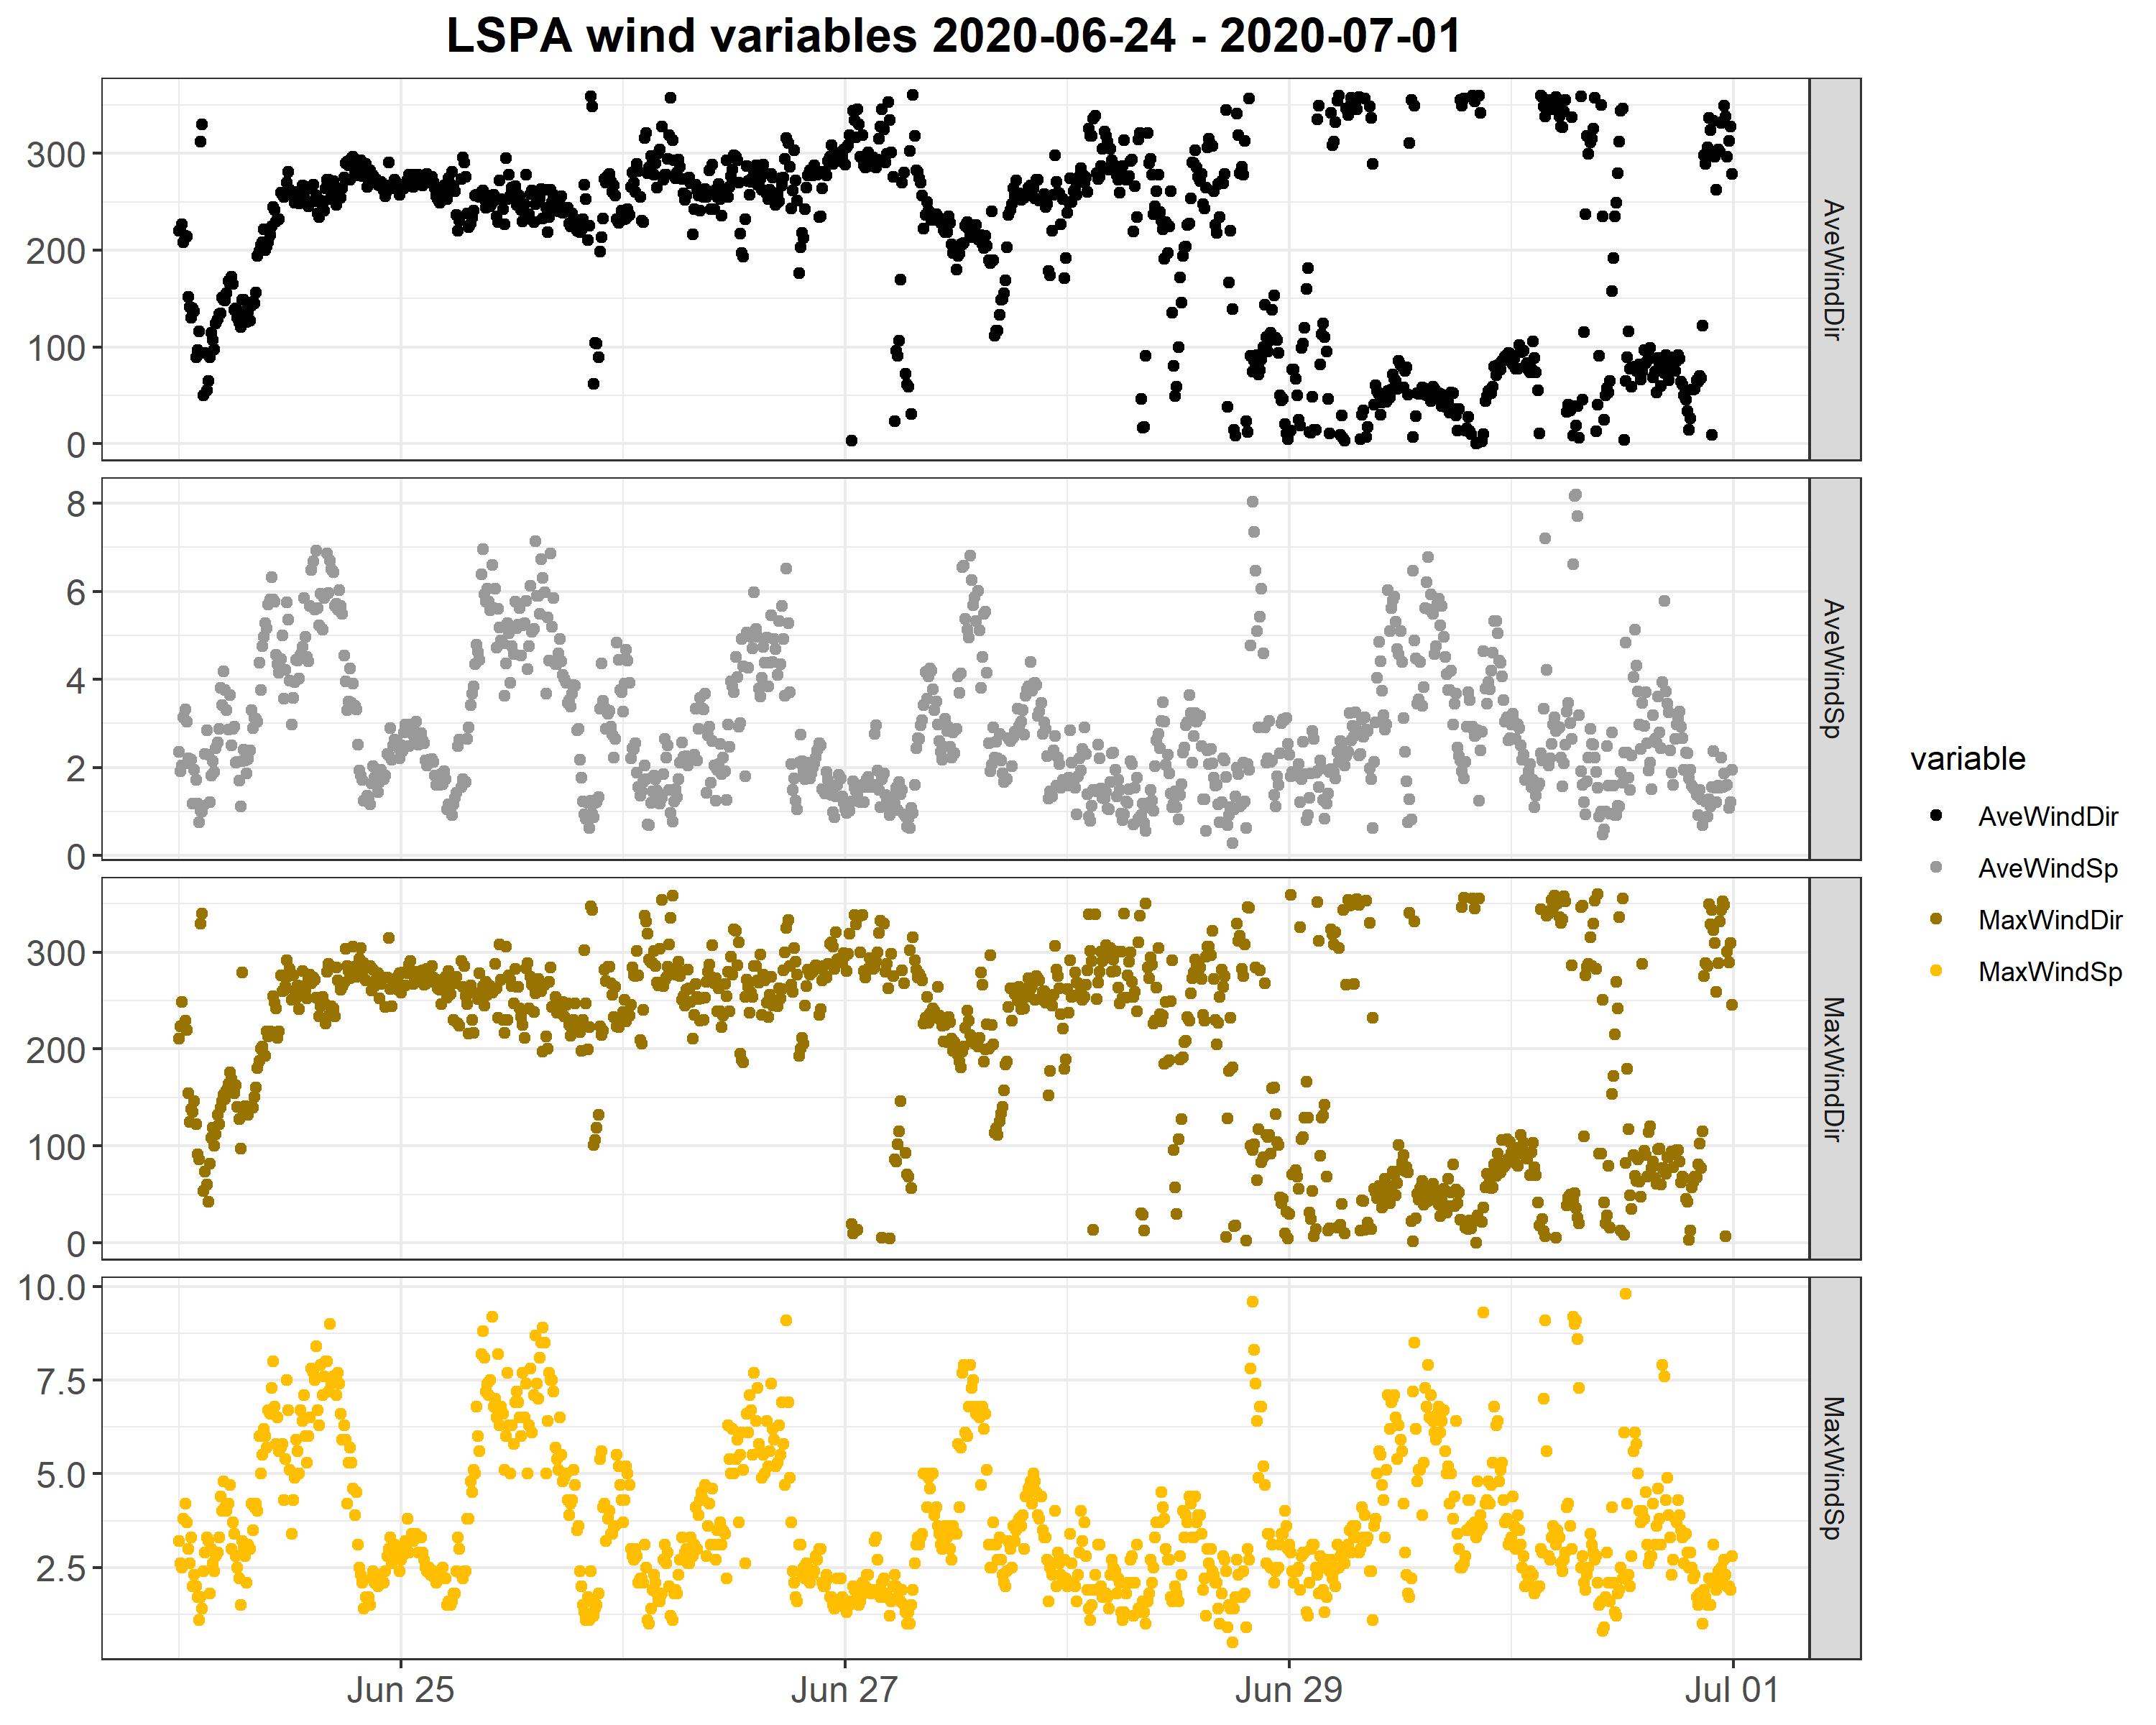 LSPA wind variables 2020-06-24 - 2020-07-01
300
200
100
0
AveWindDir
8
6
4
2
0
AveWindSp
300
200
100
0
MaxWindDir
10.0
7.5
5.0
2.5
MaxWindSp
Jun 25 Jun 27 Jun 29 Jul 01
variable
AveWindDir
AveWindSp
MaxWindDir
MaxWindSp